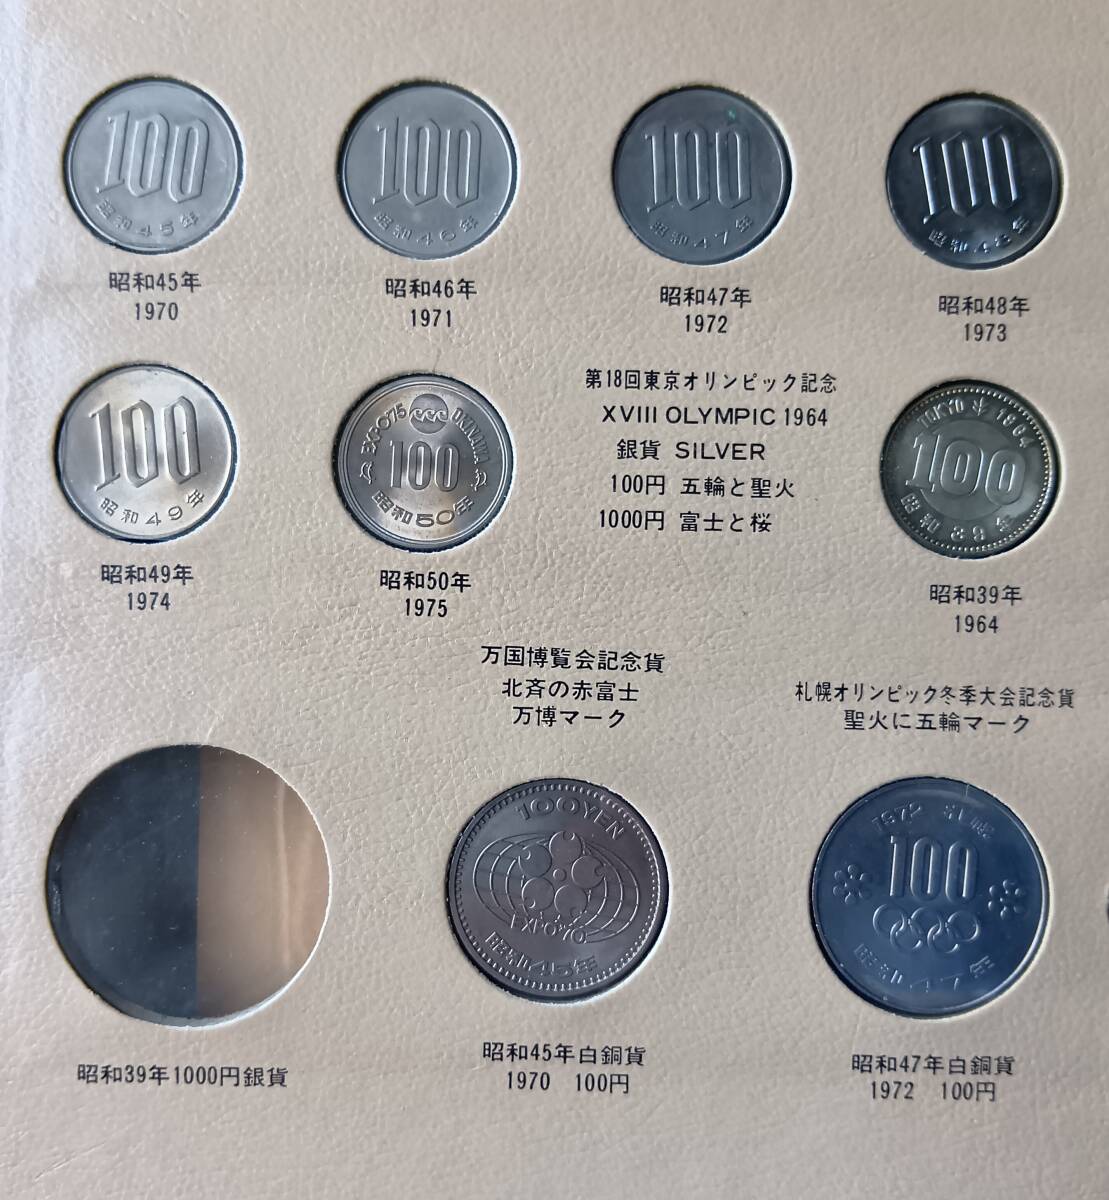 100
昭和45年
昭和45年
1970
100
昭和46年
昭和46年
1971
100
昭和47年
昭和47年
1972
100
昭和48年
昭和48年
1973
100
昭和49年
昭和49年
1974
EXPO'75 OKINAWA
100
昭和50年
昭和50年
1975
第18回東京オリンピック記念
XVIII OLYMPIC 1964
銀貨 SILVER
100円 五輪と聖火
1000円 富士と桜
TOKYO 1964
100
昭和39年
昭和39年
1964
昭和39年1000円銀貨
万国博覧会記念貨
北斉の赤富士
万博マーク
100YEN
EXPO'70
昭和45年
昭和45年白銅貨
1970 100円
札幌オリンピック冬季大会記念貨
聖火に五輪マーク
1972 札幌
100
昭和47年
昭和47年白銅貨
1972 100円